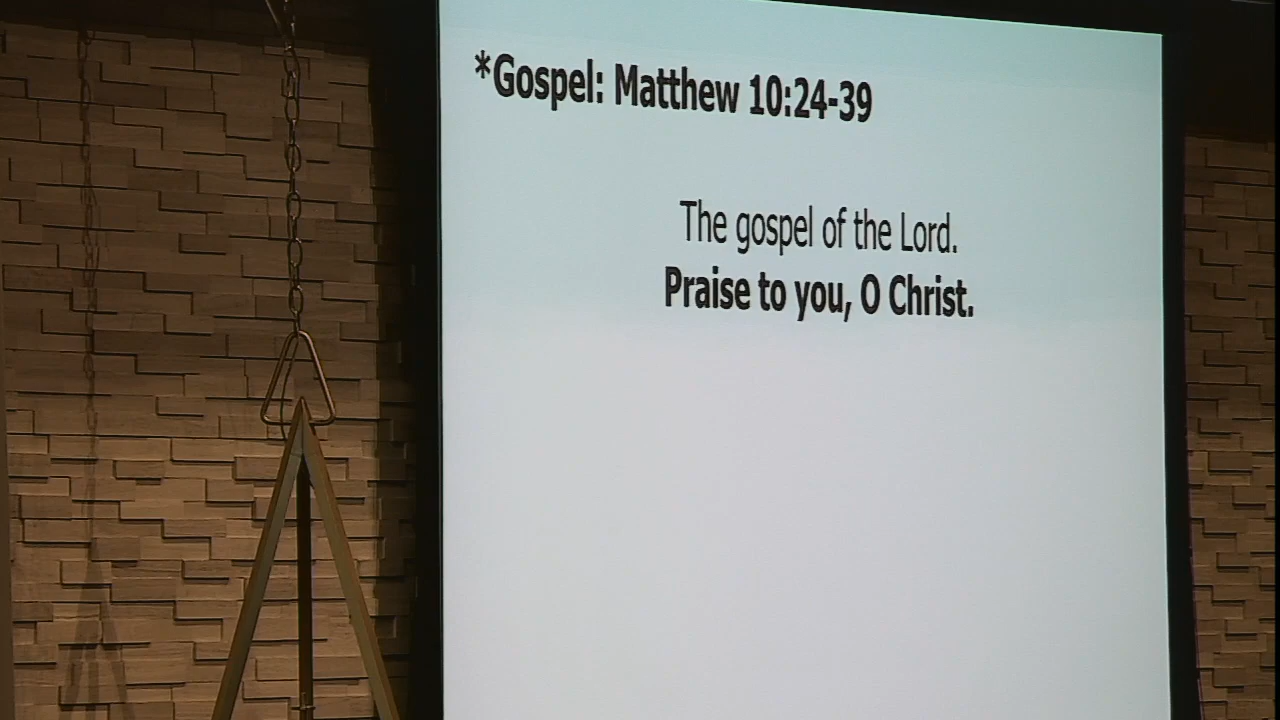 *Gospel: Matthew 10:24-39
The gospel of the Lord.
Praise to you, O Christ.